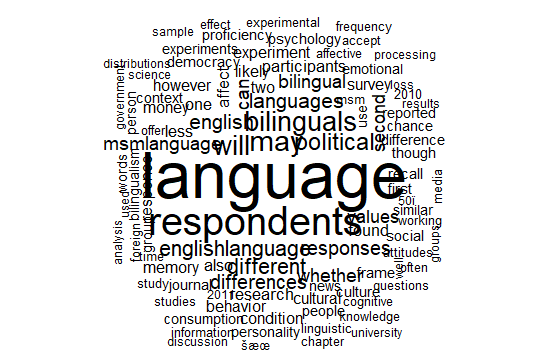 effect experimental
sample proficiency frequency
experiments psychology accept
distributions experiment affective processing
science democracy participants emotional
government person context however likely bilingual survey loss
money one affect can two languages msm used 2010 results
offer less english bilinguals second reported chance
msmlanguage will may political difference
though
words language recall media
used bilingualism response first 50ï
respondents values similar working
analysis foreign group found social groups
englishlanguage responses attitudes well
time memory also different whether frame often
study journal differences news culture questions
studies 2011 research cultural cognitive
behavior people knowledge
consumption condition linguistic
information personality university
discussion šæœ chapter